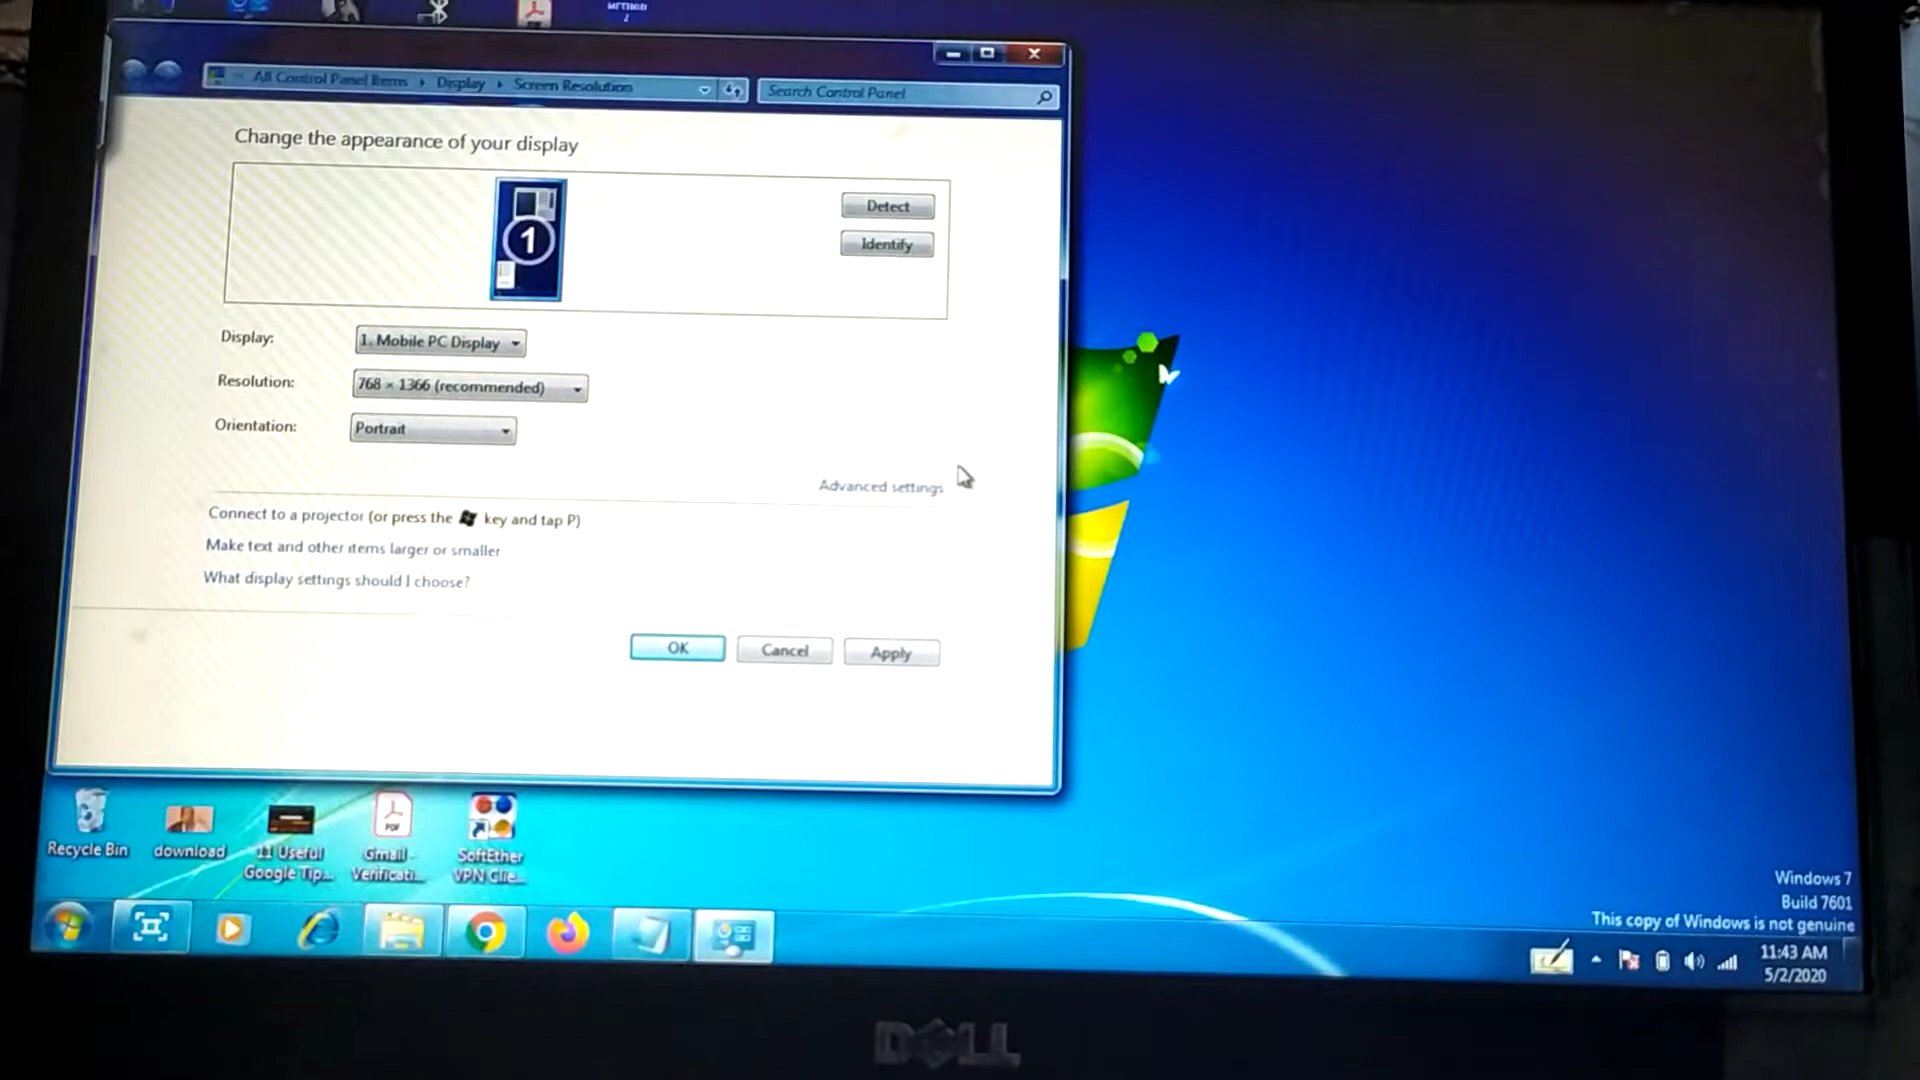 METHOD
2
All Control Panel Items
Display
Screen Resolution
Search Control Panel
Change the appearance of your display
1
Detect
Identify
Display:
1. Mobile PC Display
Resolution:
768 × 1366 (recommended)
Orientation:
Portrait
Advanced settings
Connect to a projector (or press the key and tap P)
Make text and other items larger or smaller
What display settings should I choose?
OK
Cancel
Apply
PDF
Recycle Bin
download
11 Useful
Google Tip...
Gmail -
Verificati...
SoftEther
VPN Clie...
Windows 7
Build 7601
This copy of Windows is not genuine
11:43 AM
5/2/2020
DELL